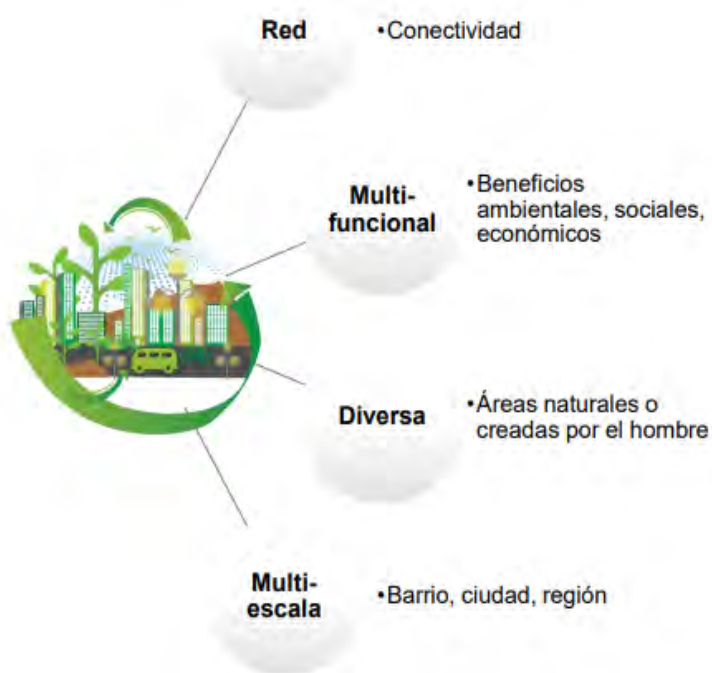 Red
•Conectividad
Multi-
funcional
•Beneficios
ambientales, sociales,
económicos
Diversa
•Áreas naturales o
creadas por el hombre
Multi-
escala
•Barrio, ciudad, región